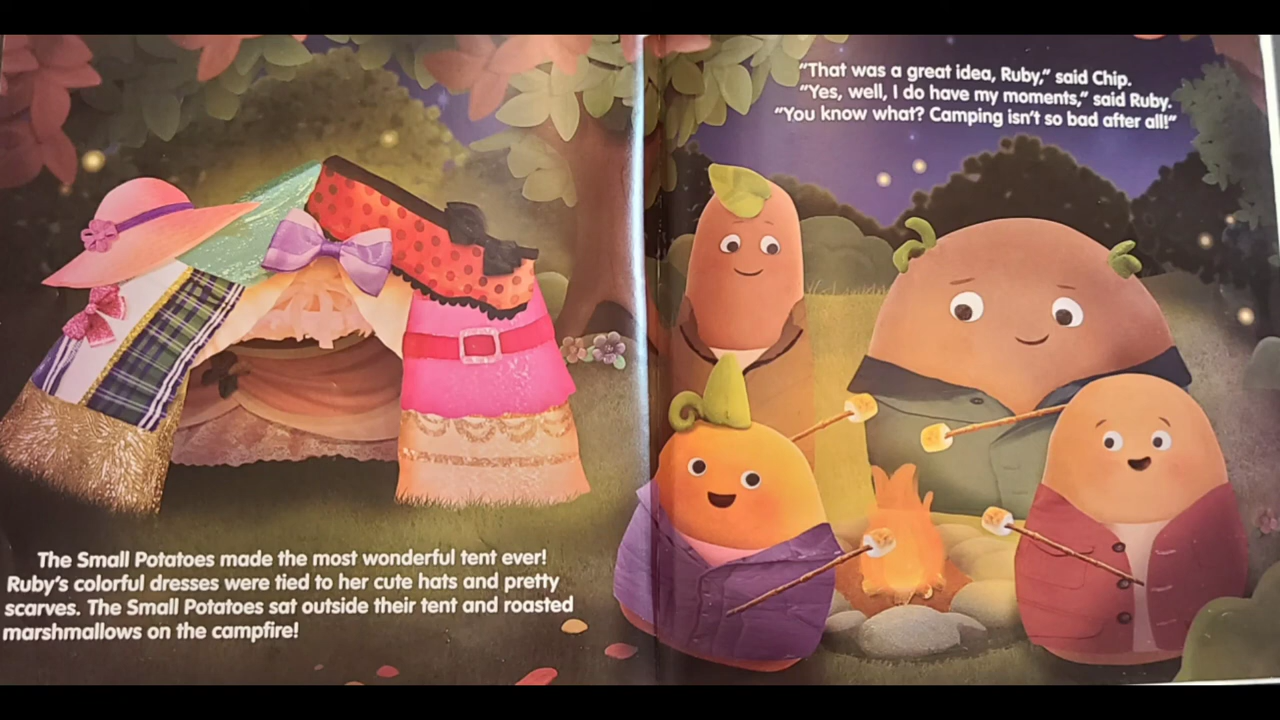 The Small Potatoes made the most wonderful tent ever!
Ruby's colorful dresses were tied to her cute hats and pretty
scarves. The Small Potatoes sat outside their tent and roasted
marshmallows on the campfire!
"That was a great idea, Ruby," said Chip.
"Yes, well, I do have my moments," said Ruby.
"You know what? Camping isn't so bad after all!"